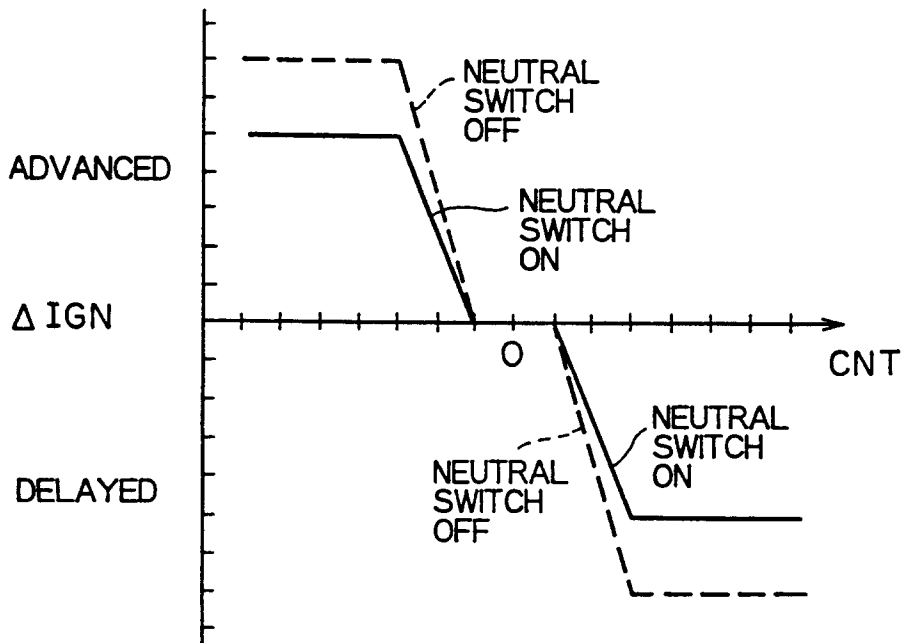 NEUTRAL
SWITCH
OFF
ADVANCED
NEUTRAL
SWITCH
ON
Δ IGN
O
CNT
NEUTRAL
SWITCH
ON
NEUTRAL
SWITCH
OFF
DELAYED